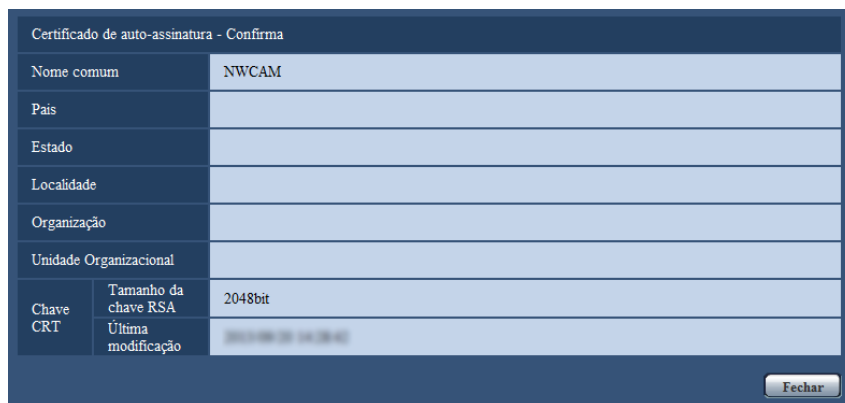 Certificado de auto-assinatura - Confirma
Nome comum
NWCAM
Pais
Estado
Localidade
Organização
Unidade Organizacional
Chave CRT
Tamanho da chave RSA
2048bit
Última modificação
Fechar